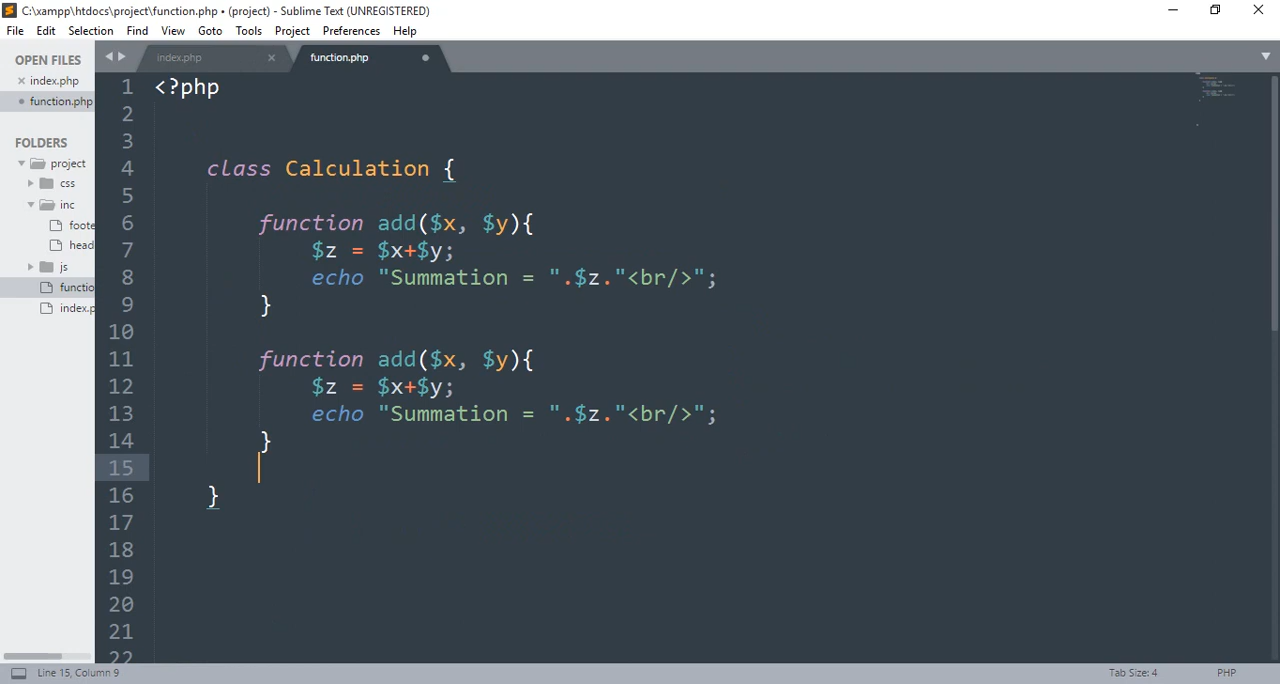 C:\xampp\htdocs\project\function.php • (project) - Sublime Text (UNREGISTERED)
File Edit Selection Find View Goto Tools Project Preferences Help
OPEN FILES
index.php
function.php
FOLDERS
project
css
inc
foote
head
js
functio
index.p
index.php
function.php
1 <?php
2
3
4 class Calculation {
5
6 function add($x, $y){
7 $z = $x+$y;
8 echo "Summation = ".$z."<br/>";
9 }
10
11 function add($x, $y){
12 $z = $x+$y;
13 echo "Summation = ".$z."<br/>";
14 }
15
16 }
17
18
19
20
21
22
Line 15, Column 9
Tab Size: 4
PHP